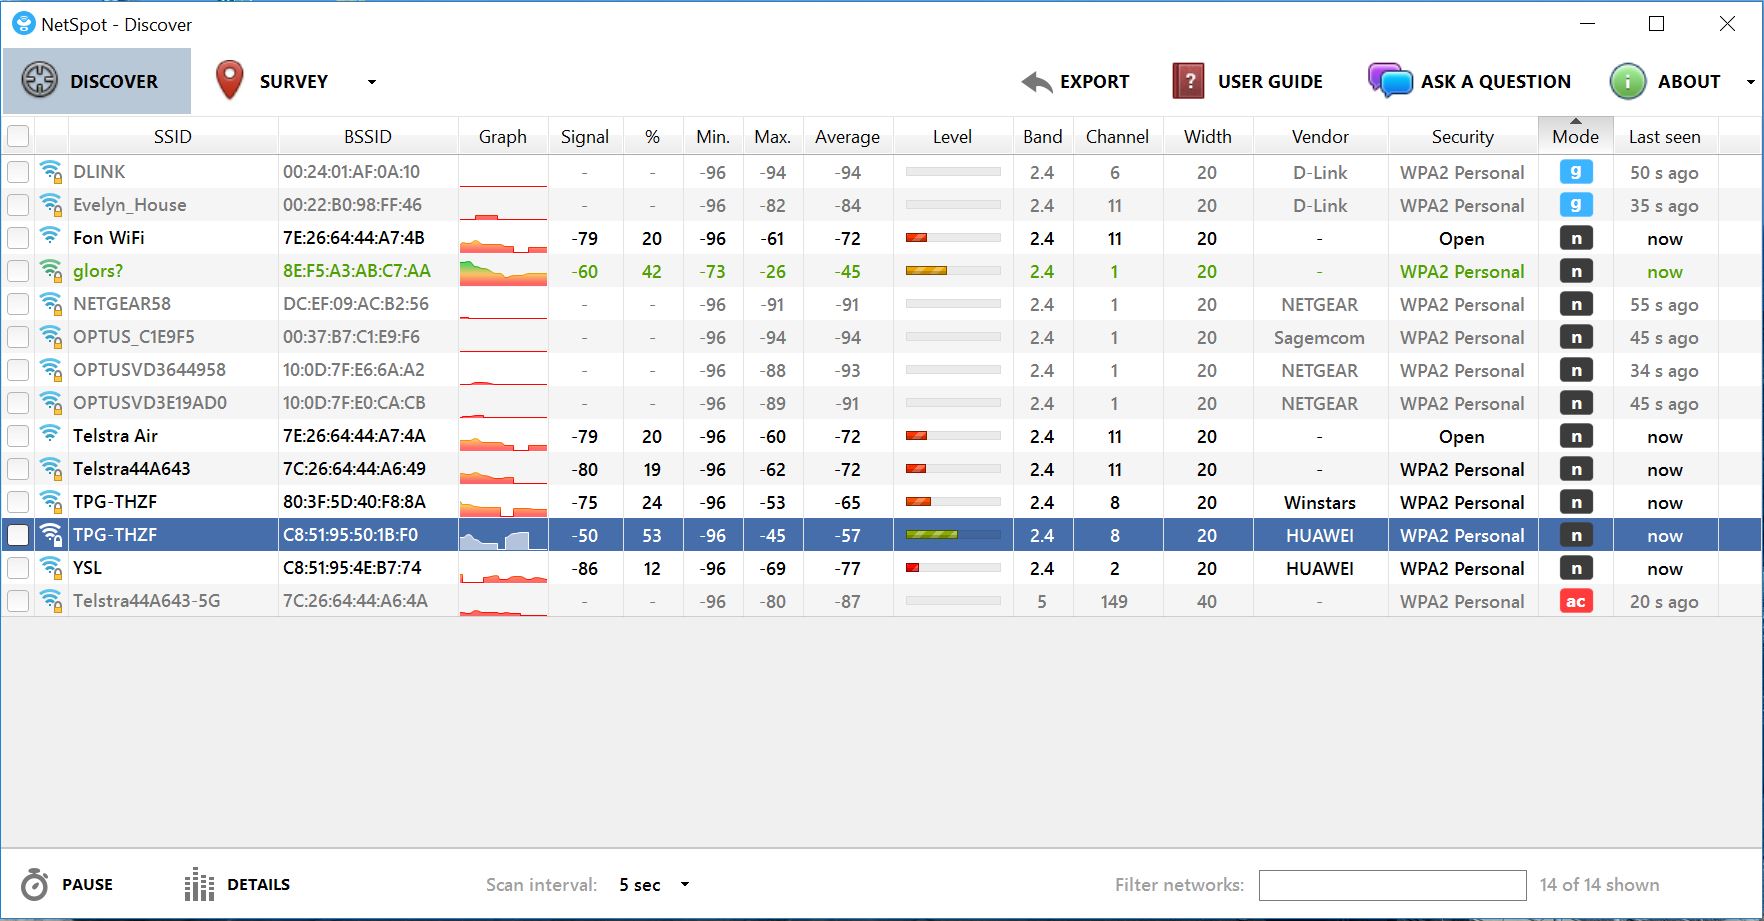 NetSpot - Discover
DISCOVER SURVEY EXPORT ? USER GUIDE ASK A QUESTION i ABOUT
SSID BSSID Graph Signal % Min. Max. Average Level Band Channel Width Vendor Security Mode Last seen
DLINK 00:24:01:AF:0A:10 - - -96 -94 -94 2.4 6 20 D-Link WPA2 Personal g 50 s ago
Evelyn_House 00:22:B0:98:FF:46 - - -96 -82 -84 2.4 11 20 D-Link WPA2 Personal g 35 s ago
Fon WiFi 7E:26:64:44:A7:4B -79 20 -96 -61 -72 2.4 11 20 - Open n now
glors? 8E:F5:A3:AB:C7:AA -60 42 -73 -26 -45 2.4 1 20 - WPA2 Personal n now
NETGEAR58 DC:EF:09:AC:B2:56 - - -96 -91 -91 2.4 1 20 NETGEAR WPA2 Personal n 55 s ago
OPTUS_C1E9F5 00:37:B7:C1:E9:F6 - - -96 -94 -94 2.4 1 20 Sagemcom WPA2 Personal n 45 s ago
OPTUSVD3644958 10:0D:7F:E6:6A:A2 - - -96 -88 -93 2.4 1 20 NETGEAR WPA2 Personal n 34 s ago
OPTUSVD3E19AD0 10:0D:7F:E0:CA:CB - - -96 -89 -91 2.4 1 20 NETGEAR WPA2 Personal n 45 s ago
Telstra Air 7E:26:64:44:A7:4A -79 20 -96 -60 -72 2.4 11 20 - Open n now
Telstra44A643 7C:26:64:44:A6:49 -80 19 -96 -62 -72 2.4 11 20 - WPA2 Personal n now
TPG-THZF 80:3F:5D:40:F8:8A -75 24 -96 -53 -65 2.4 8 20 Winstars WPA2 Personal n now
TPG-THZF C8:51:95:50:1B:F0 -50 53 -96 -45 -57 2.4 8 20 HUAWEI WPA2 Personal n now
YSL C8:51:95:4E:B7:74 -86 12 -96 -69 -77 2.4 2 20 HUAWEI WPA2 Personal n now
Telstra44A643-5G 7C:26:64:44:A6:4A - - -96 -80 -87 5 149 40 - WPA2 Personal ac 20 s ago
PAUSE DETAILS Scan interval: 5 sec Filter networks: 14 of 14 shown